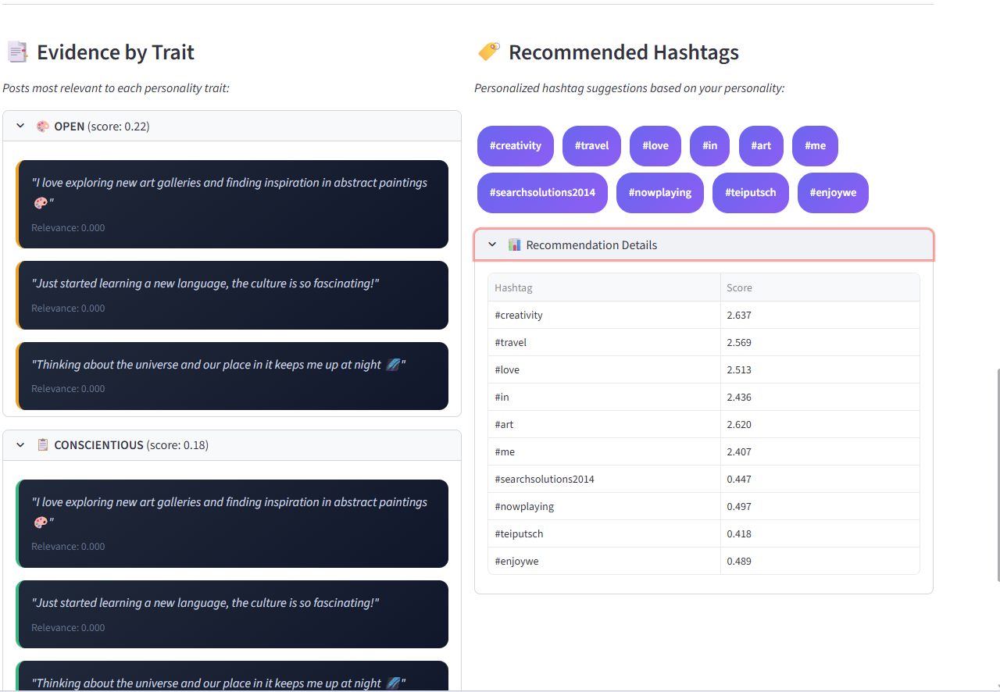 Evidence by Trait
Posts most relevant to each personality trait:
OPEN (score: 0.22)
"I love exploring new art galleries and finding inspiration in abstract paintings
🎨"
Relevance: 0.000
"Just started learning a new language, the culture is so fascinating!"
Relevance: 0.000
"Thinking about the universe and our place in it keeps me up at night 🌌"
Relevance: 0.000
CONSCIENTIOUS (score: 0.18)
"I love exploring new art galleries and finding inspiration in abstract paintings
🎨"
Relevance: 0.000
"Just started learning a new language, the culture is so fascinating!"
Relevance: 0.000
"Thinking about the universe and our place in it keeps me up at night 🌌"
Recommended Hashtags
Personalized hashtag suggestions based on your personality:
#creativity #travel #love #in #art #me
#searchsolutions2014 #nowplaying #teiputsch #enjoywe
Recommendation Details
Hashtag Score
#creativity 2.637
#travel 2.569
#love 2.513
#in 2.436
#art 2.620
#me 2.407
#searchsolutions2014 0.447
#nowplaying 0.497
#teiputsch 0.418
#enjoywe 0.489